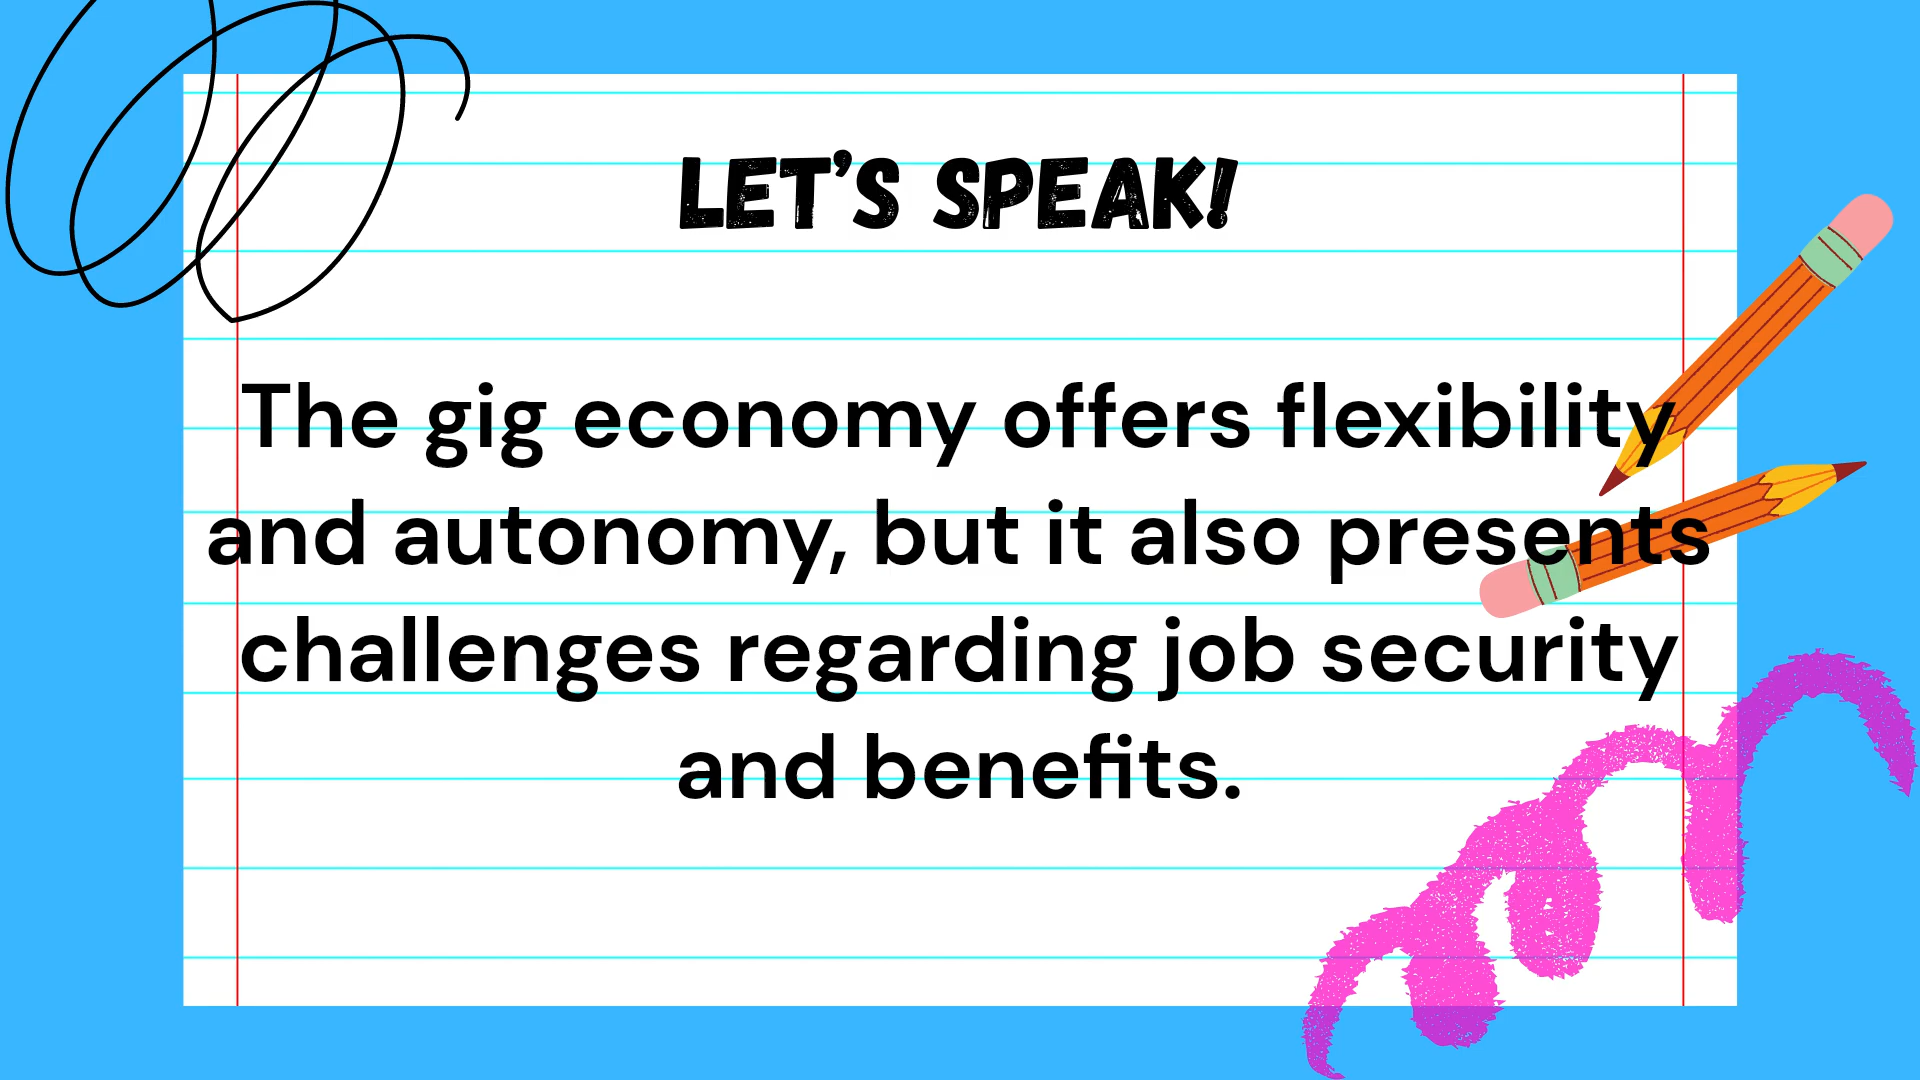 LET'S SPEAK!
The gig economy offers flexibility
and autonomy, but it also presents
challenges regarding job security
and benefits.